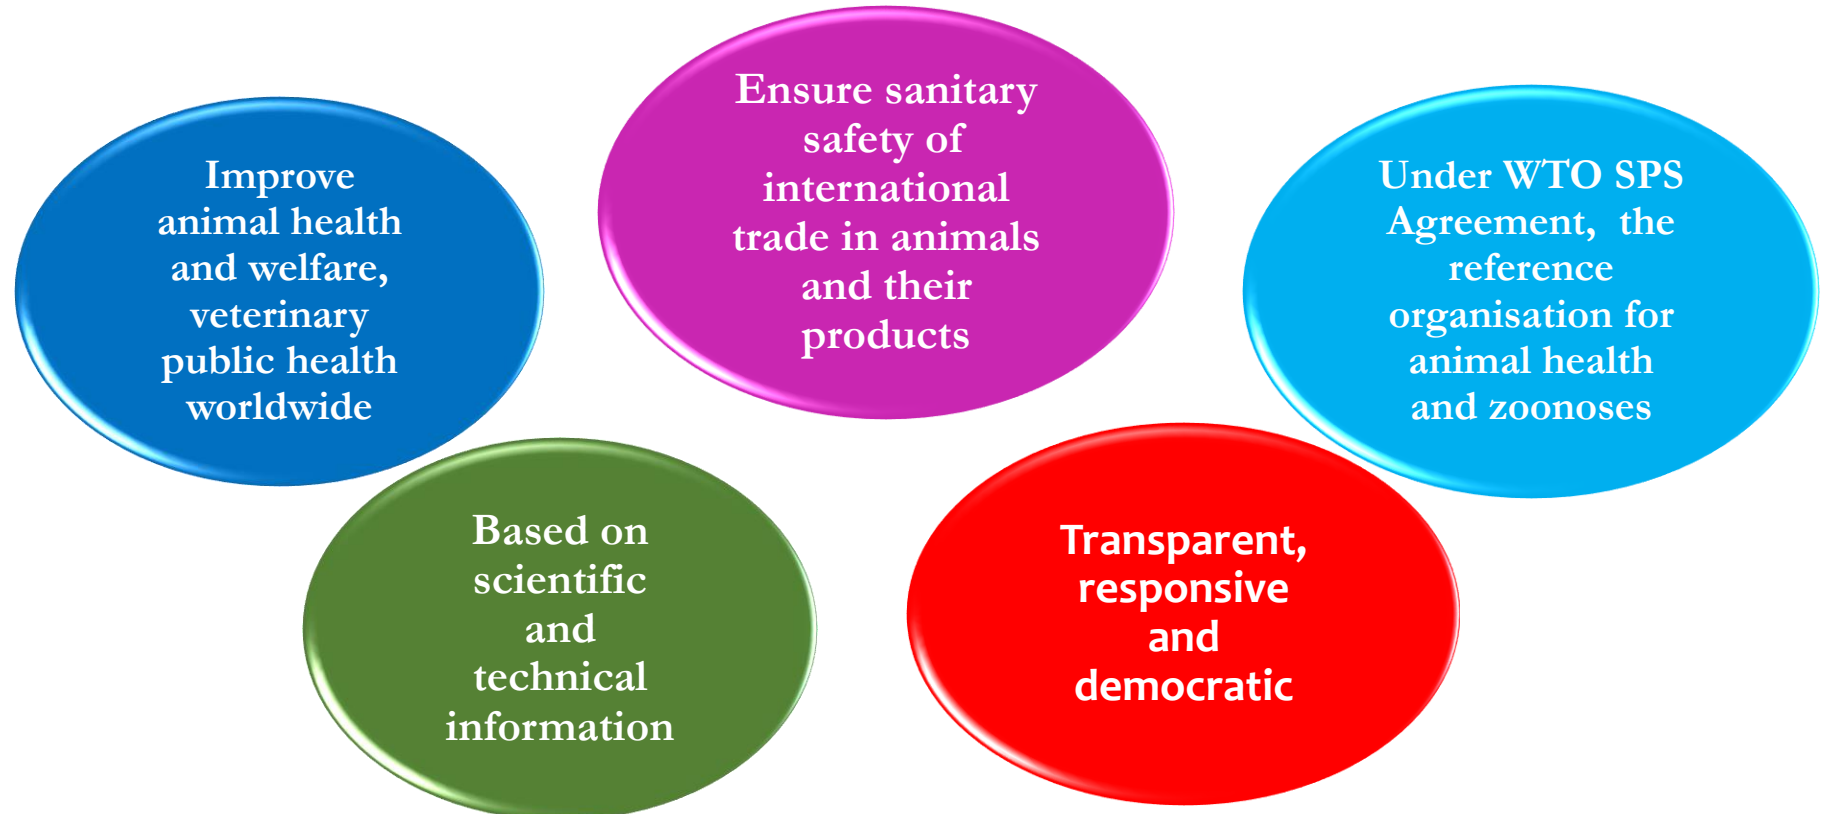 Improve
animal health
and welfare,
veterinary
public health
worldwide
Ensure sanitary
safety of
international
trade in animals
and their
products
Under WTO SPS
Agreement,  the
reference
organisation for
animal health
and zoonoses
Based on
scientific
and
technical
information
Transparent,
responsive
and
democratic